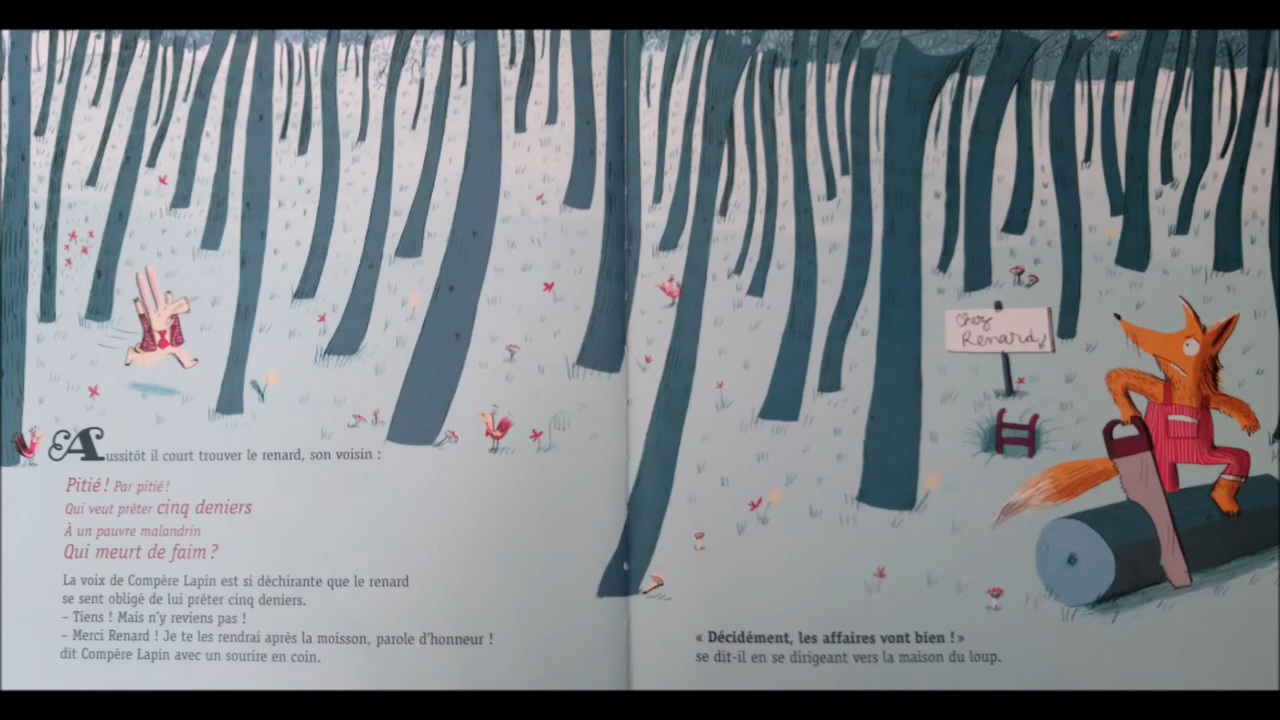 Aussitôt il court trouver le renard, son voisin :
Pitié ! Par pitié !
Qui veut prêter cinq deniers
À un pauvre malandrin
Qui meurt de faim ?
La voix de Compère Lapin est si déchirante que le renard
se sent obligé de lui prêter cinq deniers.
– Tiens ! Mais n'y reviens pas !
– Merci Renard ! Je te les rendrai après la moisson, parole d'honneur !
dit Compère Lapin avec un sourire en coin.
Chez
Renard
« Décidément, les affaires vont bien ! »
se dit-il en se dirigeant vers la maison du loup.